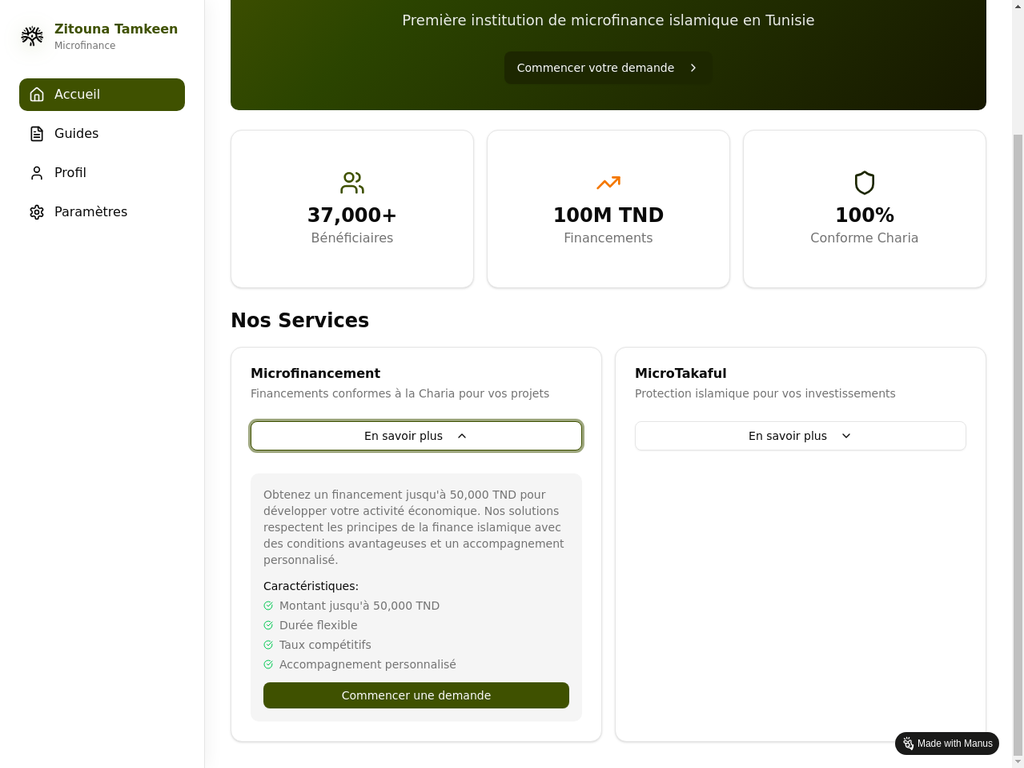 Zitouna Tamkeen
Microfinance
Accueil
Guides
Profil
Paramètres
Première institution de microfinance islamique en Tunisie
Commencer votre demande
37,000+
Bénéficiaires
100M TND
Financements
100%
Conforme Charia
Nos Services
Microfinancement
Financements conformes à la Charia pour vos projets
En savoir plus
Obtenez un financement jusqu'à 50,000 TND pour
développer votre activité économique. Nos solutions
respectent les principes de la finance islamique avec
des conditions avantageuses et un accompagnement
personnalisé.
Caractéristiques:
Montant jusqu'à 50,000 TND
Durée flexible
Taux compétitifs
Accompagnement personnalisé
Commencer une demande
MicroTakaful
Protection islamique pour vos investissements
En savoir plus
Made with Manus